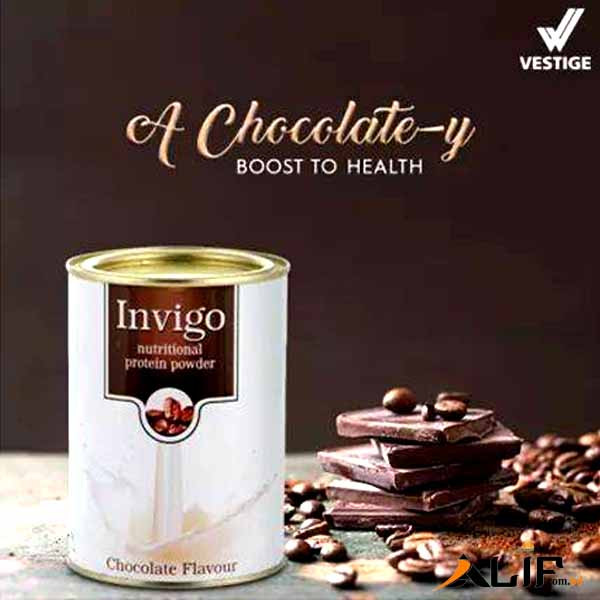 VESTIGE
A Chocolate-y
BOOST TO HEALTH
Invigo
nutritional
protein powder
Chocolate Flavour
ALIF